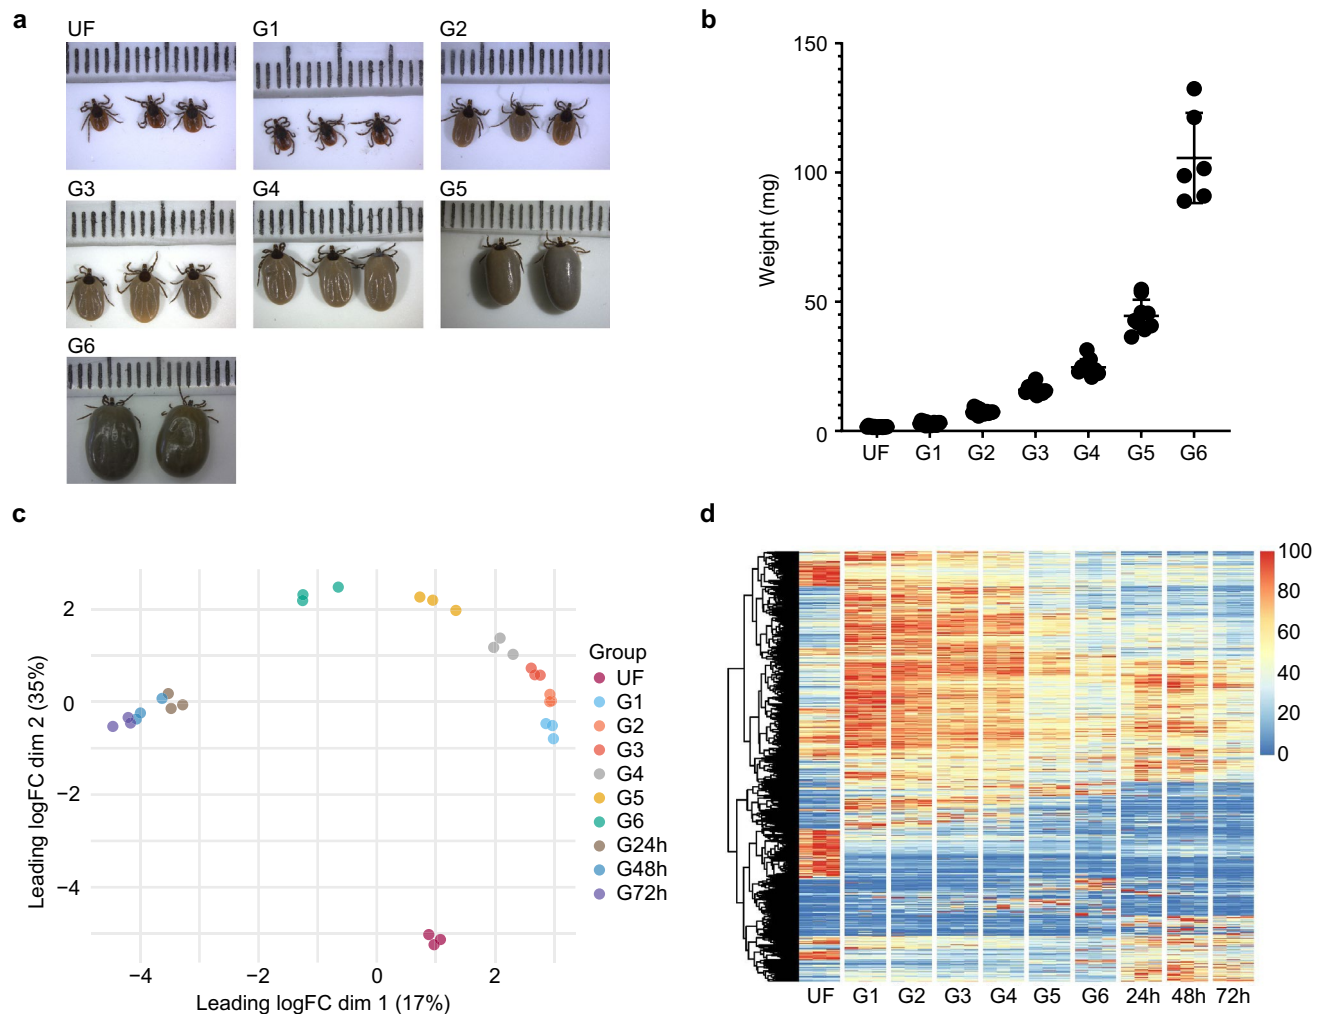 a
UF
G1
G2
G3
G4
G5
G6
b
150
100
50
0
Weight (mg)
UF G1 G2 G3 G4 G5 G6
c
2
0
−2
−4
Leading logFC dim 2 (35%)
−4 −2 0 2
Leading logFC dim 1 (17%)
Group
UF
G1
G2
G3
G4
G5
G6
G24h
G48h
G72h
d
100
80
60
40
20
0
UF G1 G2 G3 G4 G5 G6 24h 48h 72h